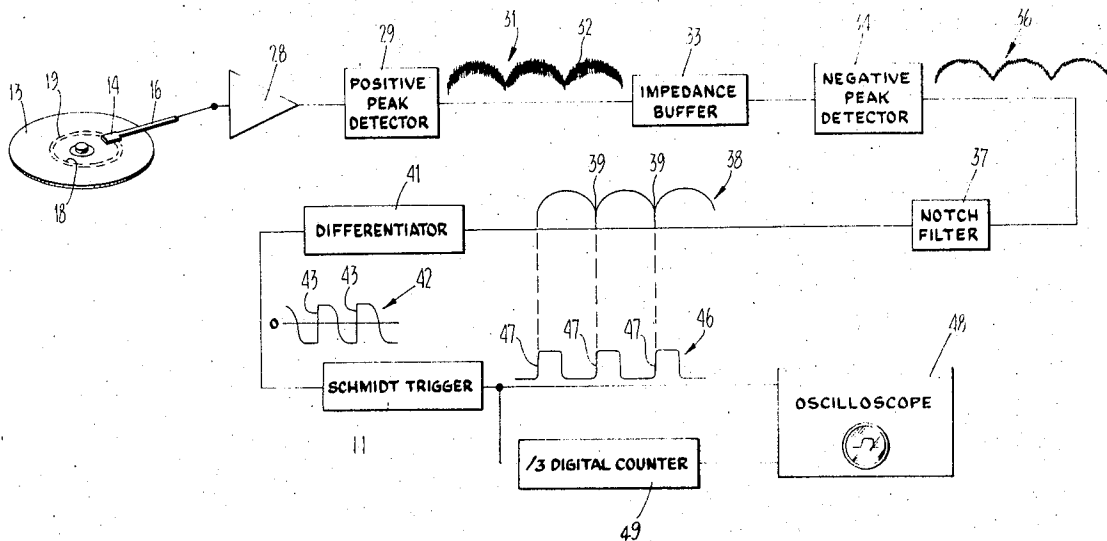 31
32
34
36
29
33
28
13
19
14
16
POSITIVE
PEAK
DETECTOR
IMPEDANCE
BUFFER
NEGATIVE
PEAK
DETECTOR
18
41
39
39
38
37
DIFFERENTIATOR
NOTCH
FILTER
43
43
42
0
47
47
47
46
48
SCHMIDT TRIGGER
OSCILLOSCOPE
/3 DIGITAL COUNTER
49